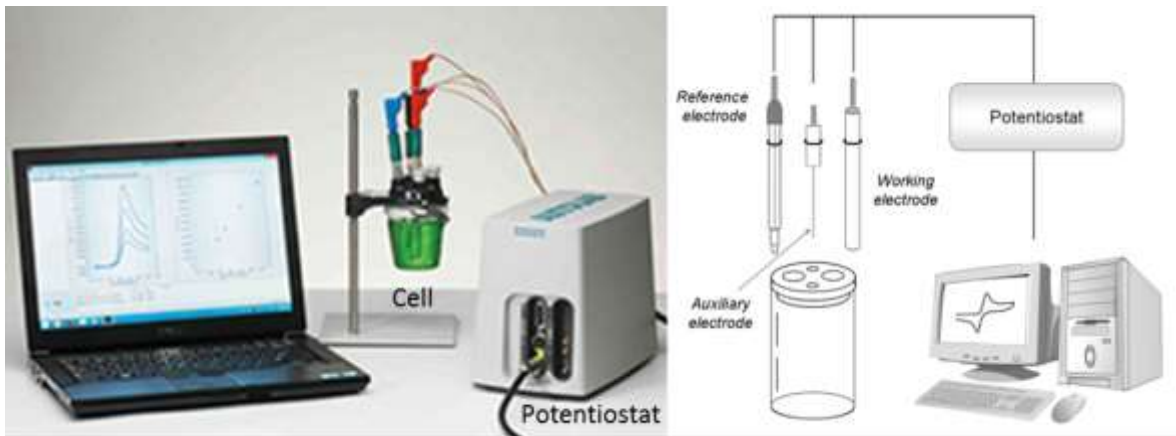 Cell
Potentiostat
Reference
electrode
Potentiostat
Working
electrode
Auxiliary
electrode